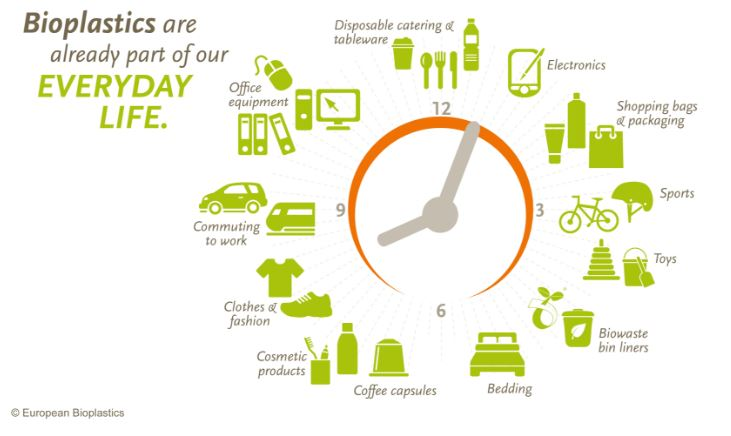 Bioplastics are
already part of our
EVERYDAY
LIFE.
Disposable catering &
tableware
Electronics
Office
equipment
12
Shopping bags
& packaging
Sports
Commuting
to work
9
3
Toys
Clothes &
fashion
6
Biowaste
bin liners
Cosmetic
products
Coffee capsules
Bedding
© European Bioplastics